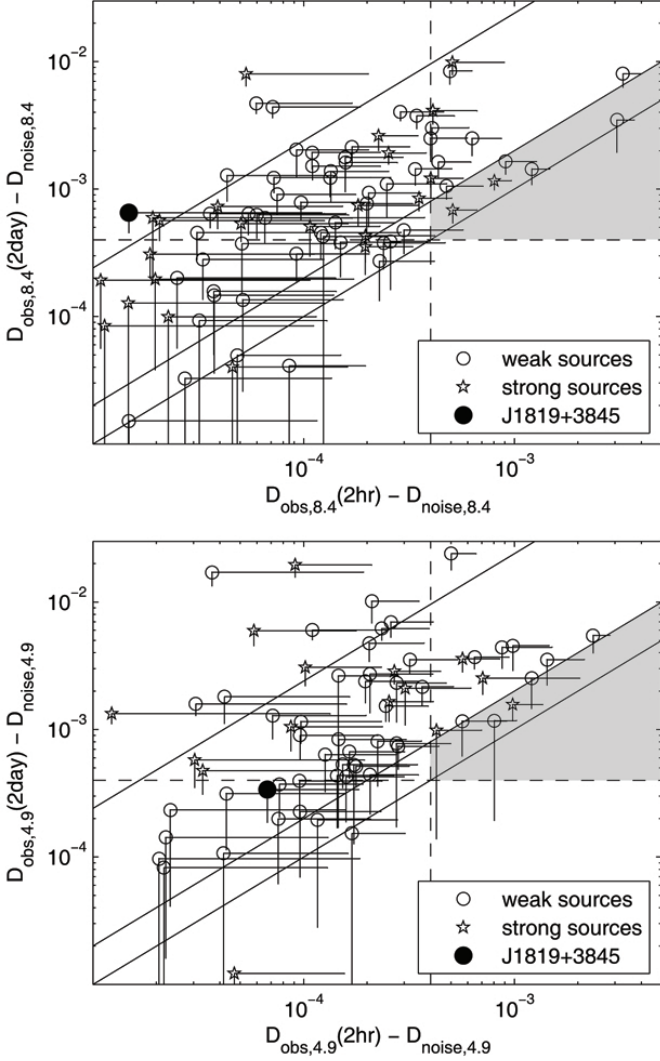 10⁻²
10⁻³
10⁻⁴
D_obs,8.4(2day) − D_noise,8.4
weak sources
strong sources
J1819+3845
10⁻⁴ 10⁻³
D_obs,8.4(2hr) − D_noise,8.4
10⁻²
10⁻³
10⁻⁴
D_obs,4.9(2day) − D_noise,4.9
weak sources
strong sources
J1819+3845
10⁻⁴ 10⁻³
D_obs,4.9(2hr) − D_noise,4.9